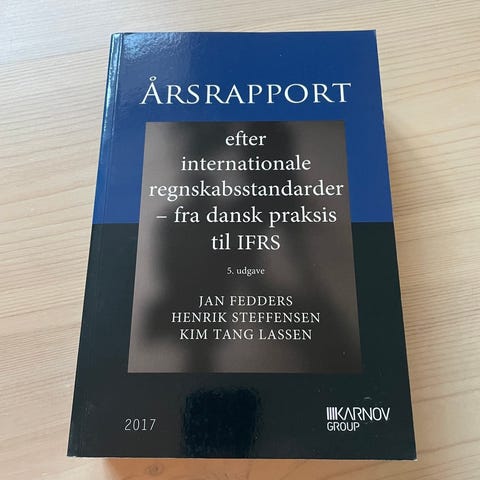 ÅRSRAPPORT
efter
internationale
regnskabsstandarder
– fra dansk praksis
til IFRS
5. udgave
JAN FEDDERS
HENRIK STEFFENSEN
KIM TANG LASSEN
2017
KARNOV
GROUP